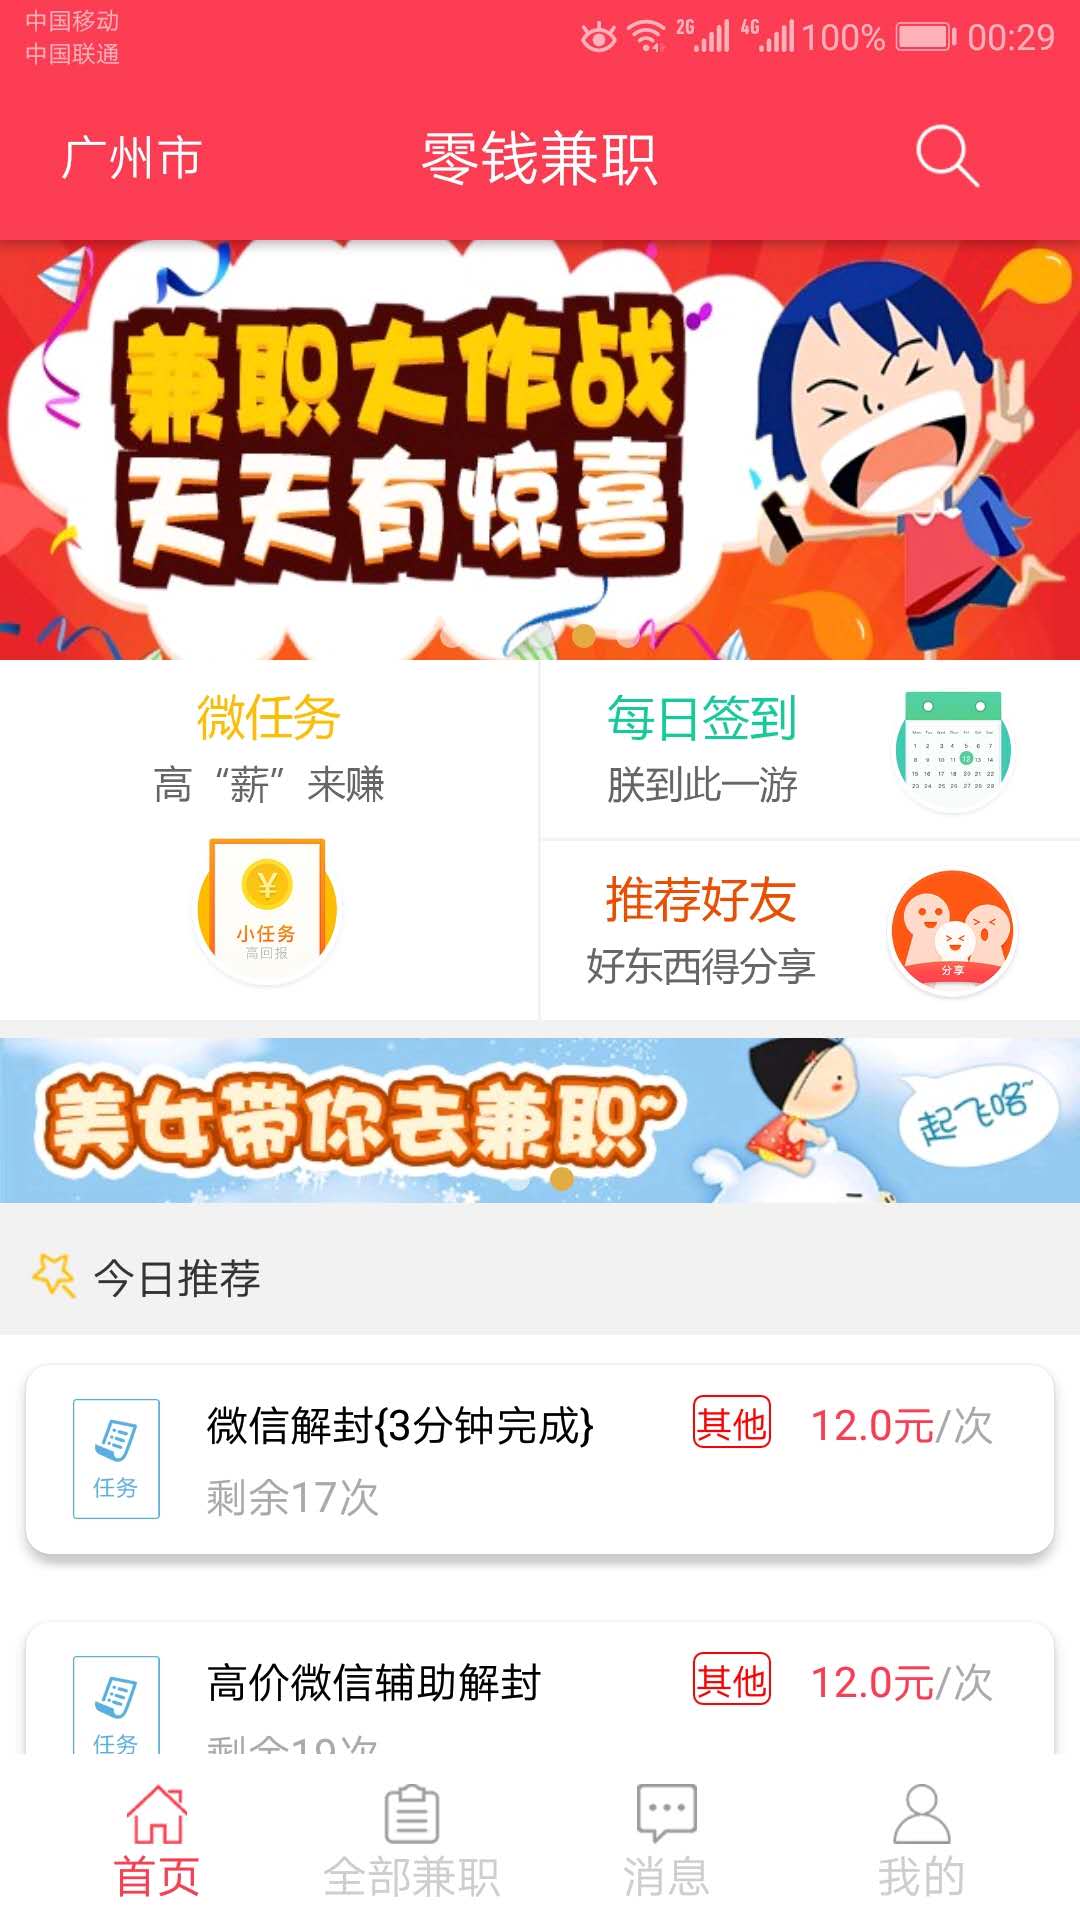 中国移动
中国联通
2G 4G 100% 00:29
广州市 零钱兼职
兼职大作战
天天有惊喜
微任务
高“薪”来赚
¥
小任务
高回报
每日签到
朕到此一游
推荐好友
好东西得分享
分享
美女带你去兼职~
起飞咯~
今日推荐
微信解封{3分钟完成} 其他 12.0元/次
任务
剩余17次
高价微信辅助解封 其他 12.0元/次
任务
剩余19次
首页 全部兼职 消息 我的